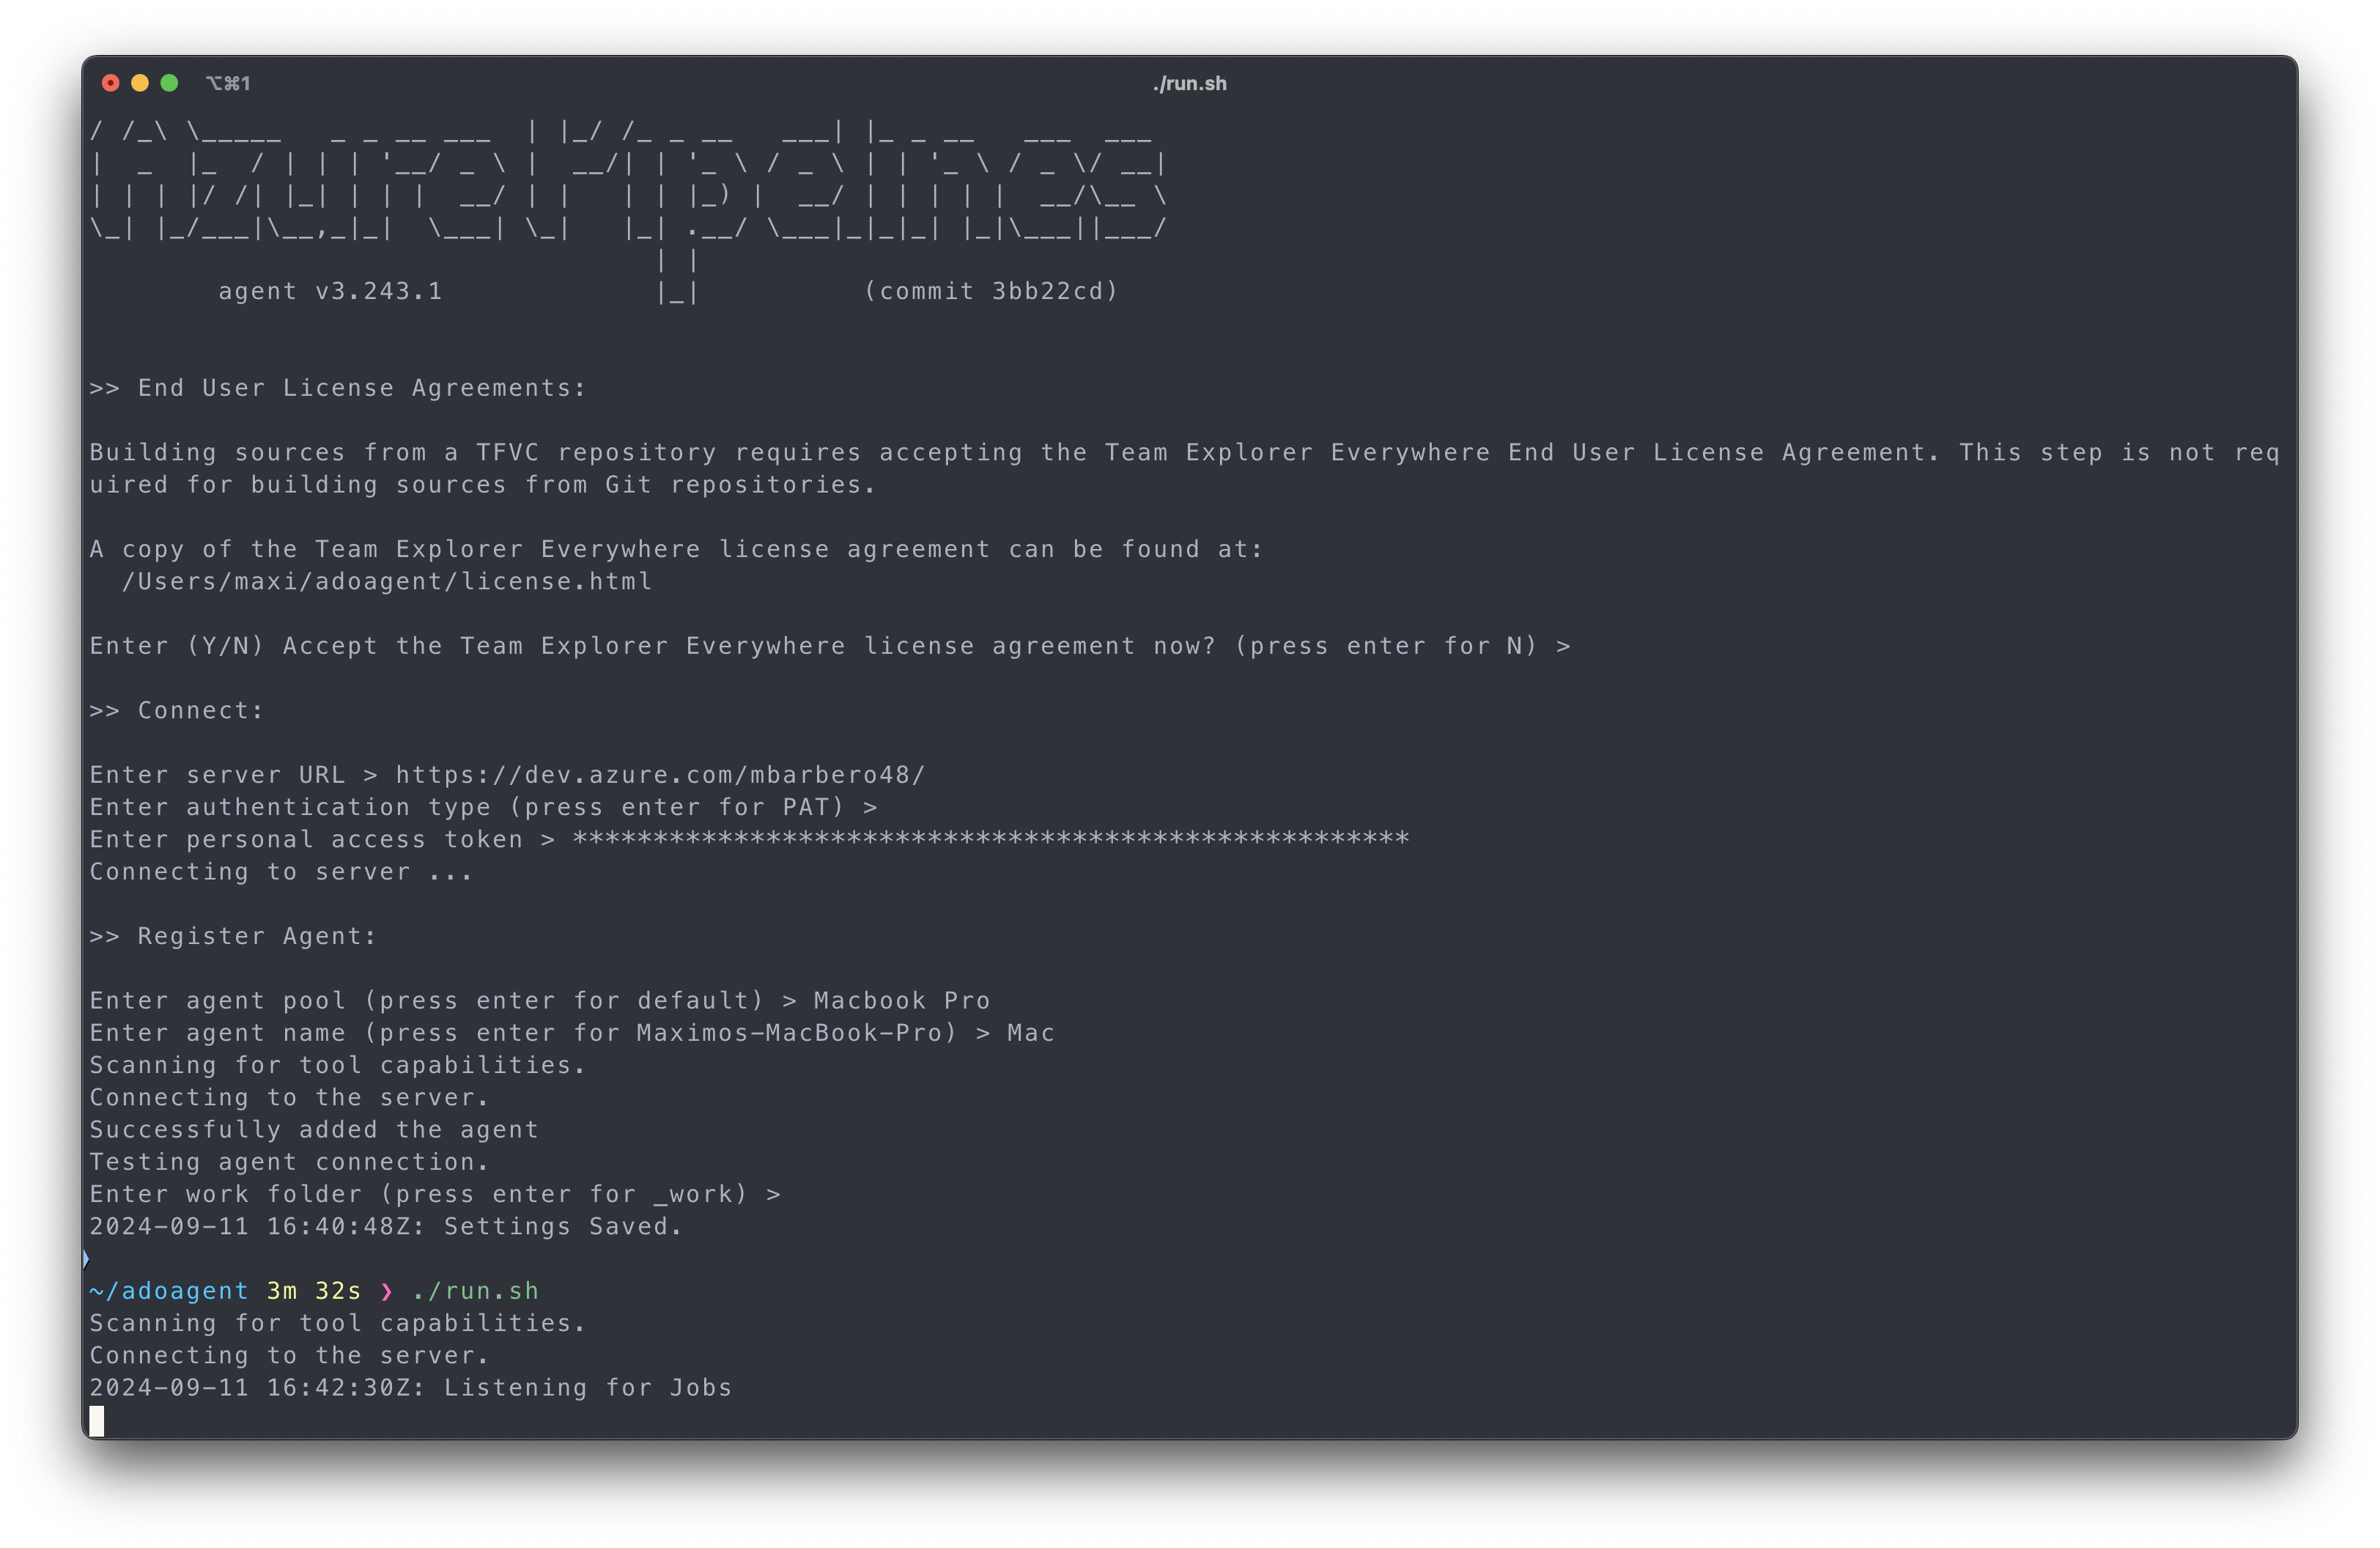 ⌥⌘1
./run.sh
/ /_\ \_____   _ _ __ ___  | |_/ /_ _ __   ___| |_ _ __   ___  ___
|  _  |_  / | | | '__/ _ \ |  __/| | '_ \ / _ \ | | '_ \ / _ \/ __|
| | | |/ /| |_| | | |  __/ | |   | | |_) |  __/ | | | | |  __/\__ \
\_| |_/___|\__,_|_|  \___| \_|   |_| .__/ \___|_|_|_| |_|\___||___/
                                   | |
        agent v3.243.1             |_|          (commit 3bb22cd)
>> End User License Agreements:
Building sources from a TFVC repository requires accepting the Team Explorer Everywhere End User License Agreement. This step is not req
uired for building sources from Git repositories.
A copy of the Team Explorer Everywhere license agreement can be found at:
  /Users/maxi/adoagent/license.html
Enter (Y/N) Accept the Team Explorer Everywhere license agreement now? (press enter for N) >
>> Connect:
Enter server URL > https://dev.azure.com/mbarbero48/
Enter authentication type (press enter for PAT) >
Enter personal access token > ****************************************************
Connecting to server ...
>> Register Agent:
Enter agent pool (press enter for default) > Macbook Pro
Enter agent name (press enter for Maximos-MacBook-Pro) > Mac
Scanning for tool capabilities.
Connecting to the server.
Successfully added the agent
Testing agent connection.
Enter work folder (press enter for _work) >
2024-09-11 16:40:48Z: Settings Saved.
~/adoagent 3m 32s ❯ ./run.sh
Scanning for tool capabilities.
Connecting to the server.
2024-09-11 16:42:30Z: Listening for Jobs